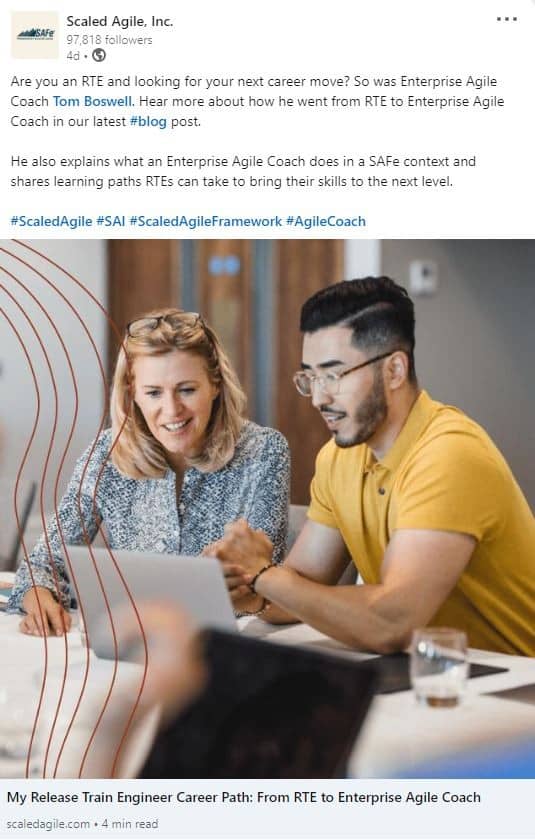 SAFe
Scaled Agile, Inc.
97,818 followers
4d •
Are you an RTE and looking for your next career move? So was Enterprise Agile
Coach Tom Boswell. Hear more about how he went from RTE to Enterprise Agile
Coach in our latest #blog post.
He also explains what an Enterprise Agile Coach does in a SAFe context and
shares learning paths RTEs can take to bring their skills to the next level.
#ScaledAgile #SAI #ScaledAgileFramework #AgileCoach
My Release Train Engineer Career Path: From RTE to Enterprise Agile Coach
scaledagile.com • 4 min read